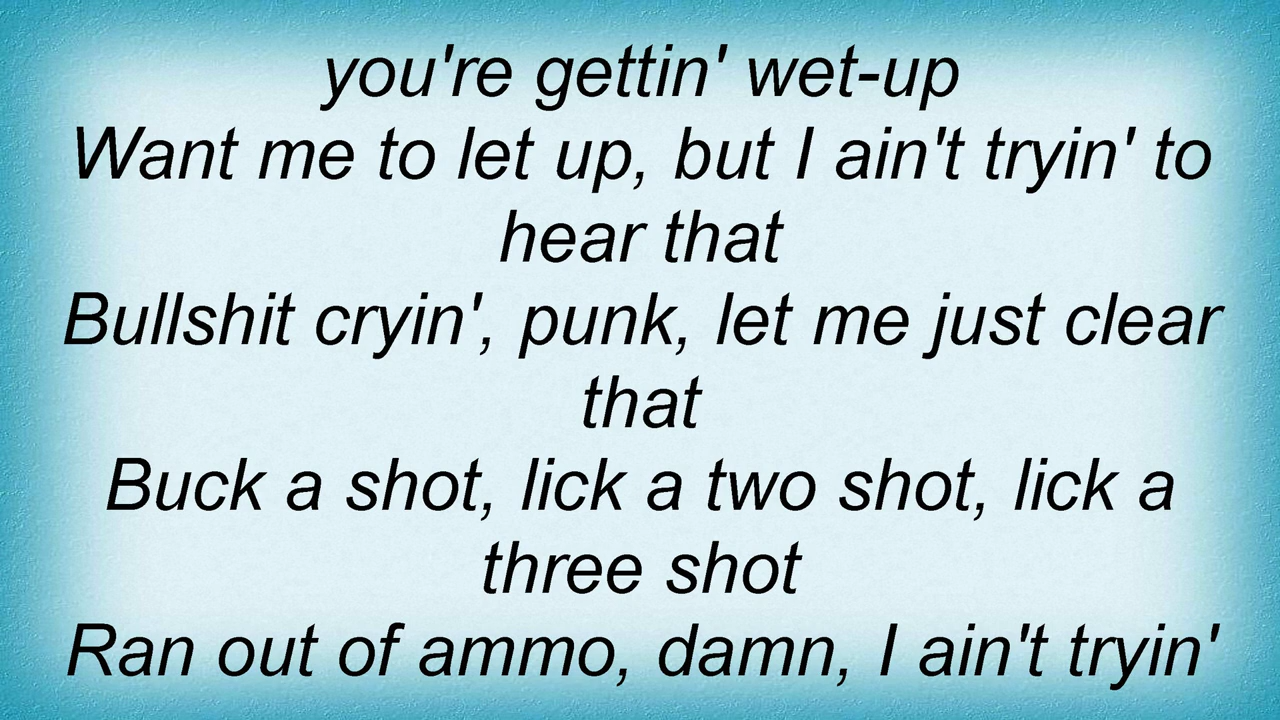 you're gettin' wet-up
Want me to let up, but I ain't tryin' to
hear that
Bullshit cryin', punk, let me just clear
that
Buck a shot, lick a two shot, lick a
three shot
Ran out of ammo, damn, I ain't tryin'